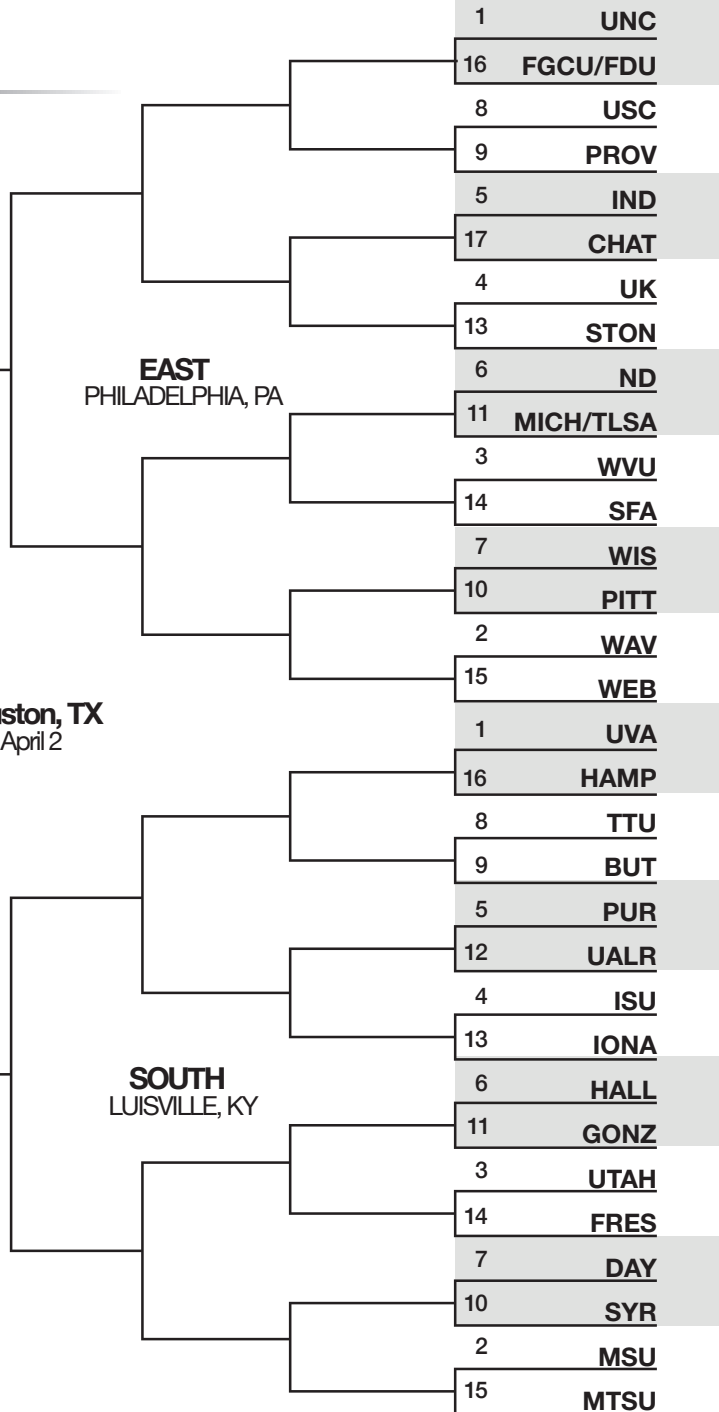 1 UNC
16 FGCU/FDU
8 USC
9 PROV
5 IND
17 CHAT
4 UK
13 STON
EAST
PHILADELPHIA, PA
6 ND
11 MICH/TLSA
3 WVU
14 SFA
7 WIS
10 PITT
2 WAV
15 WEB
ston, TX
April 2
1 UVA
16 HAMP
8 TTU
9 BUT
5 PUR
12 UALR
4 ISU
13 IONA
SOUTH
LUISVILLE, KY
6 HALL
11 GONZ
3 UTAH
14 FRES
7 DAY
10 SYR
2 MSU
15 MTSU